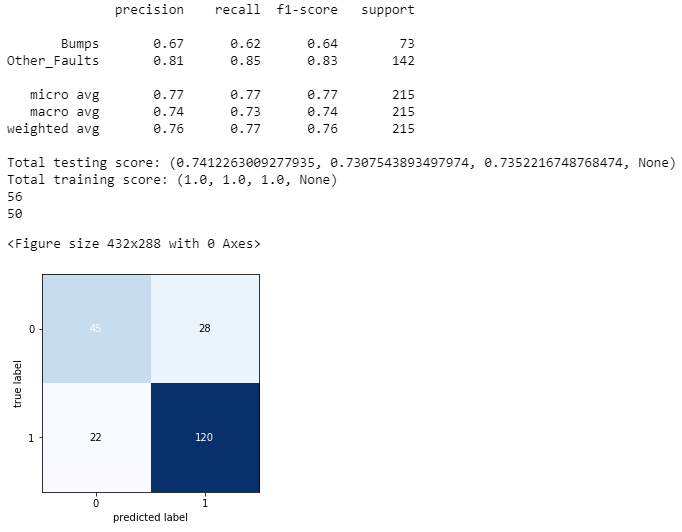 precision recall f1-score support
Bumps 0.67 0.62 0.64 73
Other_Faults 0.81 0.85 0.83 142
micro avg 0.77 0.77 0.77 215
macro avg 0.74 0.73 0.74 215
weighted avg 0.76 0.77 0.76 215
Total testing score: (0.7412263009277935, 0.7307543893497974, 0.7352216748768474, None)
Total training score: (1.0, 1.0, 1.0, None)
56
50
<Figure size 432x288 with 0 Axes>
0 45 28
true label
1 22 120
0 1
predicted label